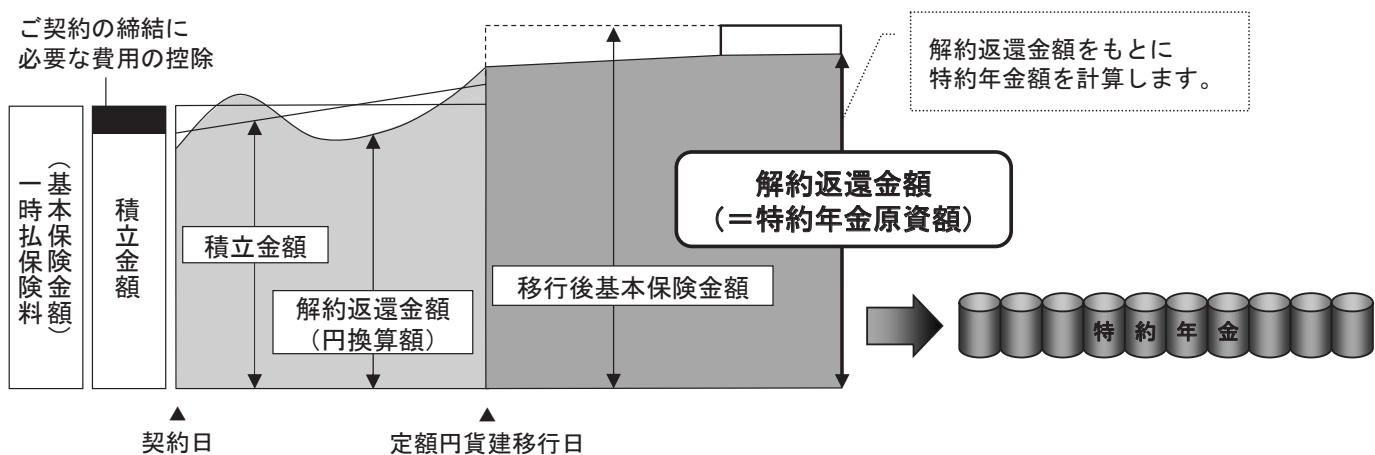 ご契約の締結に
必要な費用の控除
一時払保険料
（基本保険金額）
積立金額
積立金額
解約返還金額
（円換算額）
移行後基本保険金額
解約返還金額をもとに
特約年金額を計算します。
解約返還金額
（＝特約年金原資額）
特約年金
▲
契約日
▲
定額円貨建移行日